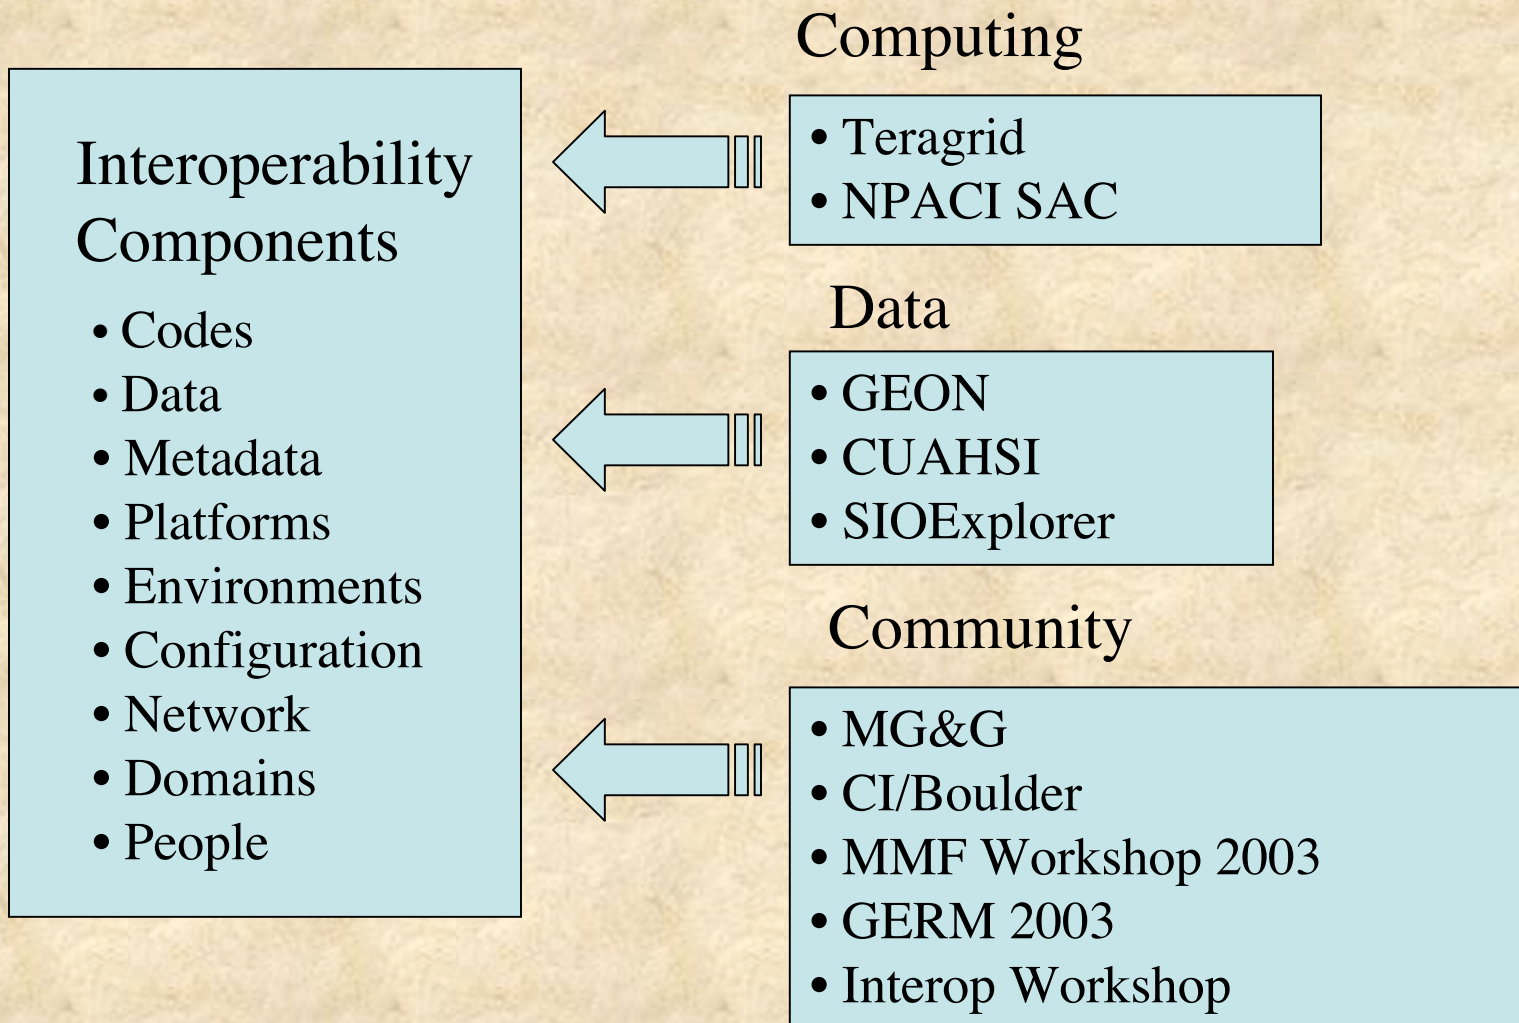 Interoperability
Components
• Codes
• Data
• Metadata
• Platforms
• Environments
• Configuration
• Network
• Domains
• People
Computing
• Teragrid
• NPACI SAC
Data
• GEON
• CUAHSI
• SIOExplorer
Community
• MG&G
• CI/Boulder
• MMF Workshop 2003
• GERM 2003
• Interop Workshop